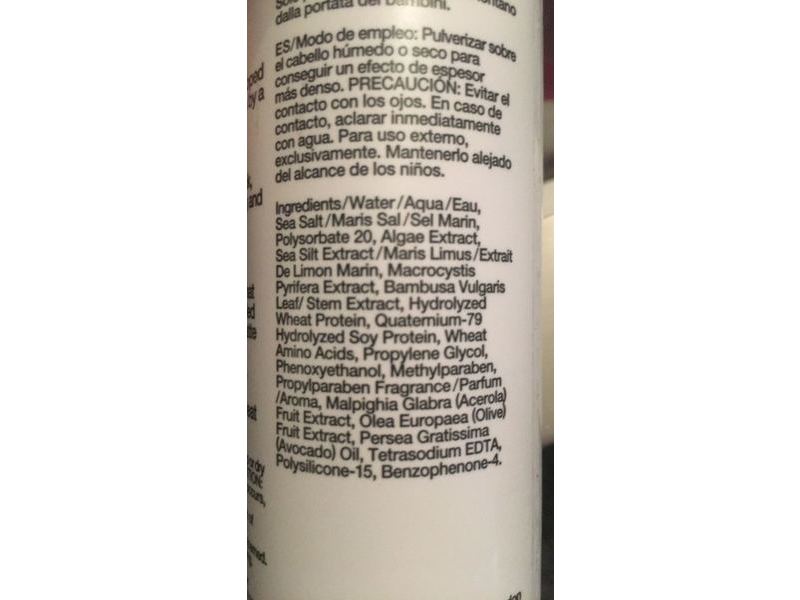 dalla portata dei bambini.
ES/Modo de empleo: Pulverizar sobre
el cabello húmedo o seco para
conseguir un efecto de espesor
más denso. PRECAUCIÓN: Evitar el
contacto con los ojos. En caso de
contacto, aclarar inmediatamente
con agua. Para uso externo,
exclusivamente. Mantenerlo alejado
del alcance de los niños.
Ingredients/Water/Aqua/Eau,
Sea Salt/Maris Sal/Sel Marin,
Polysorbate 20, Algae Extract,
Sea Silt Extract/Maris Limus/Extrait
De Limon Marin, Macrocystis
Pyrifera Extract, Bambusa Vulgaris
Leaf/ Stem Extract, Hydrolyzed
Wheat Protein, Quaternium-79
Hydrolyzed Soy Protein, Wheat
Amino Acids, Propylene Glycol,
Phenoxyethanol, Methylparaben,
Propylparaben Fragrance/Parfum
/Aroma, Malpighia Glabra (Acerola)
Fruit Extract, Olea Europaea (Olive)
Fruit Extract, Persea Gratissima
(Avocado) Oil, Tetrasodium EDTA,
Polysilicone-15, Benzophenone-4.